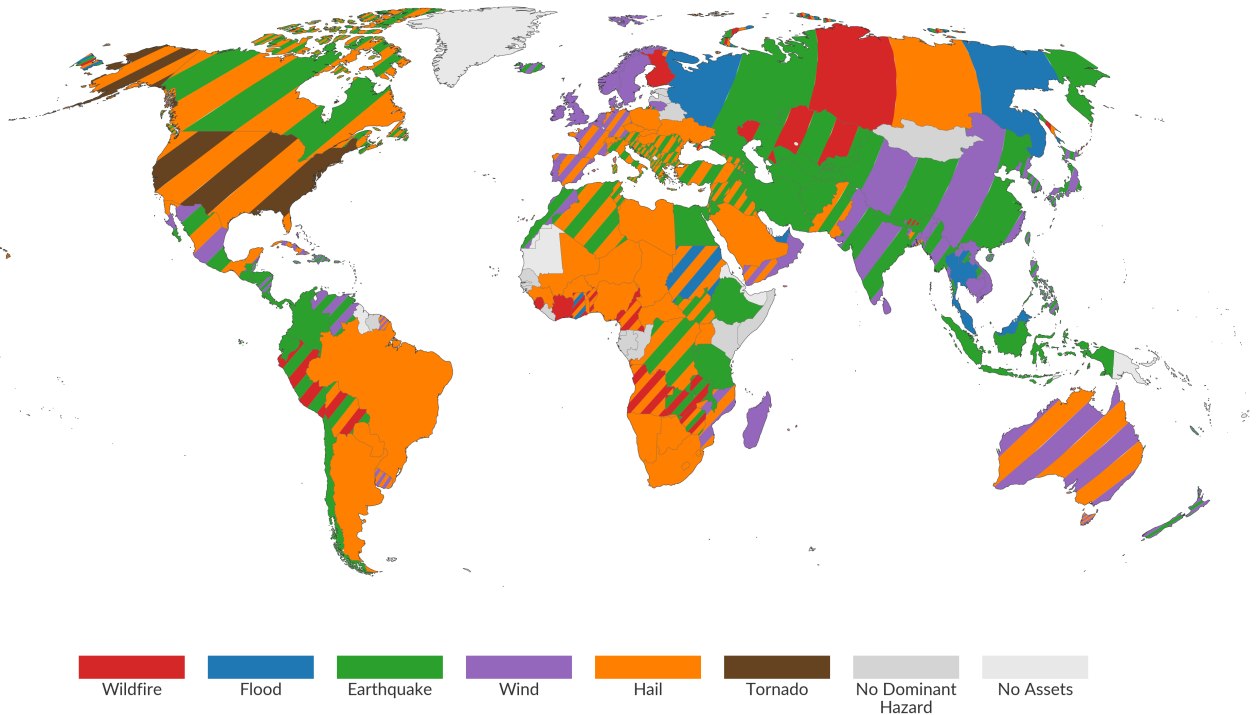 Wildfire
Flood
Earthquake
Wind
Hail
Tornado
No Dominant
Hazard
No Assets